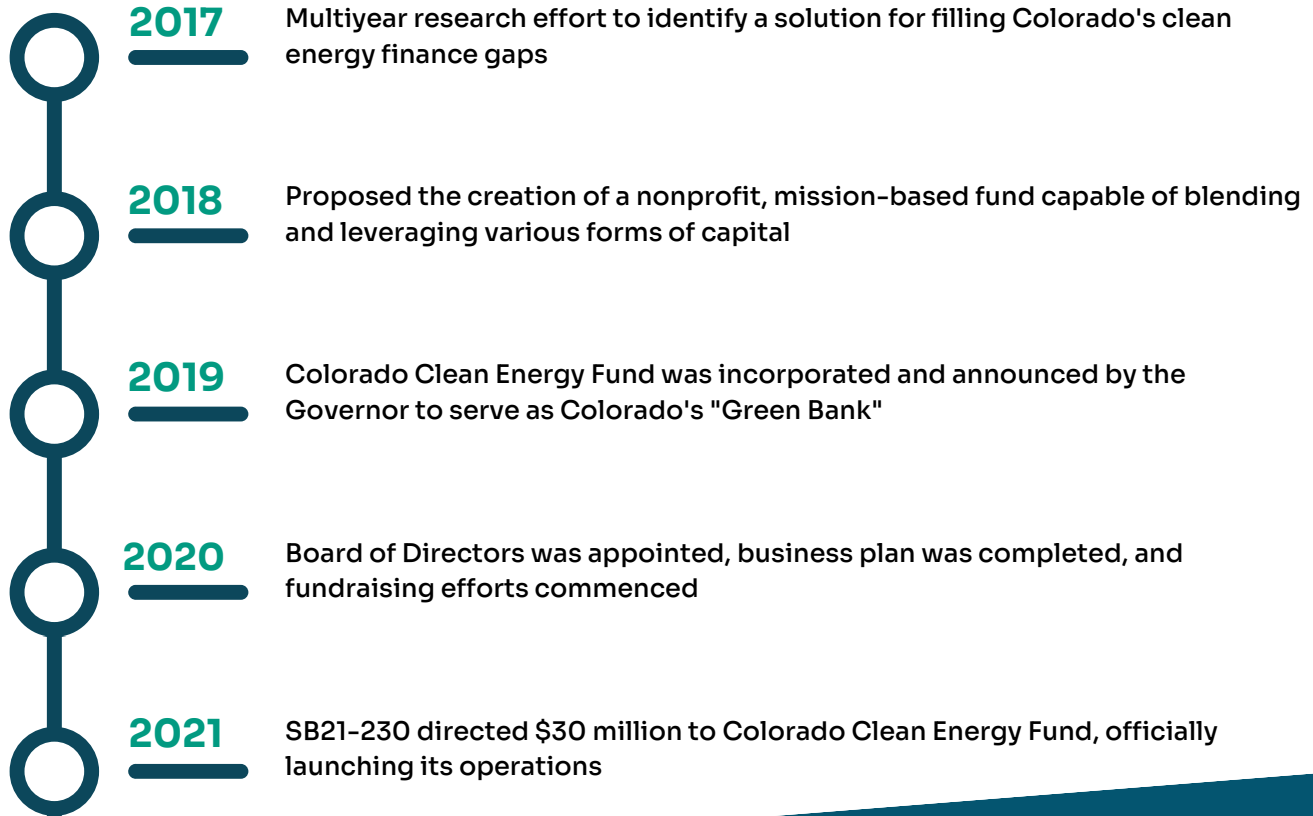 2017
Multiyear research effort to identify a solution for filling Colorado's clean
energy finance gaps
2018
Proposed the creation of a nonprofit, mission-based fund capable of blending
and leveraging various forms of capital
2019
Colorado Clean Energy Fund was incorporated and announced by the
Governor to serve as Colorado's "Green Bank"
2020
Board of Directors was appointed, business plan was completed, and
fundraising efforts commenced
2021
SB21-230 directed $30 million to Colorado Clean Energy Fund, officially
launching its operations